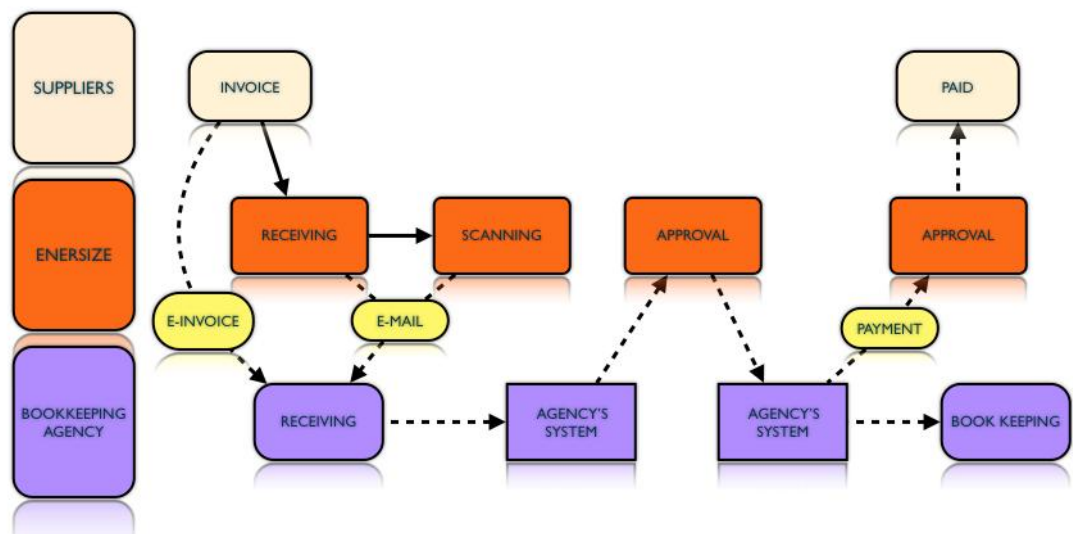 SUPPLIERS
INVOICE
PAID
ENERSIZE
RECEIVING
SCANNING
APPROVAL
APPROVAL
E-INVOICE
E-MAIL
PAYMENT
BOOKKEEPING
AGENCY
RECEIVING
AGENCY'S
SYSTEM
AGENCY'S
SYSTEM
BOOK KEEPING